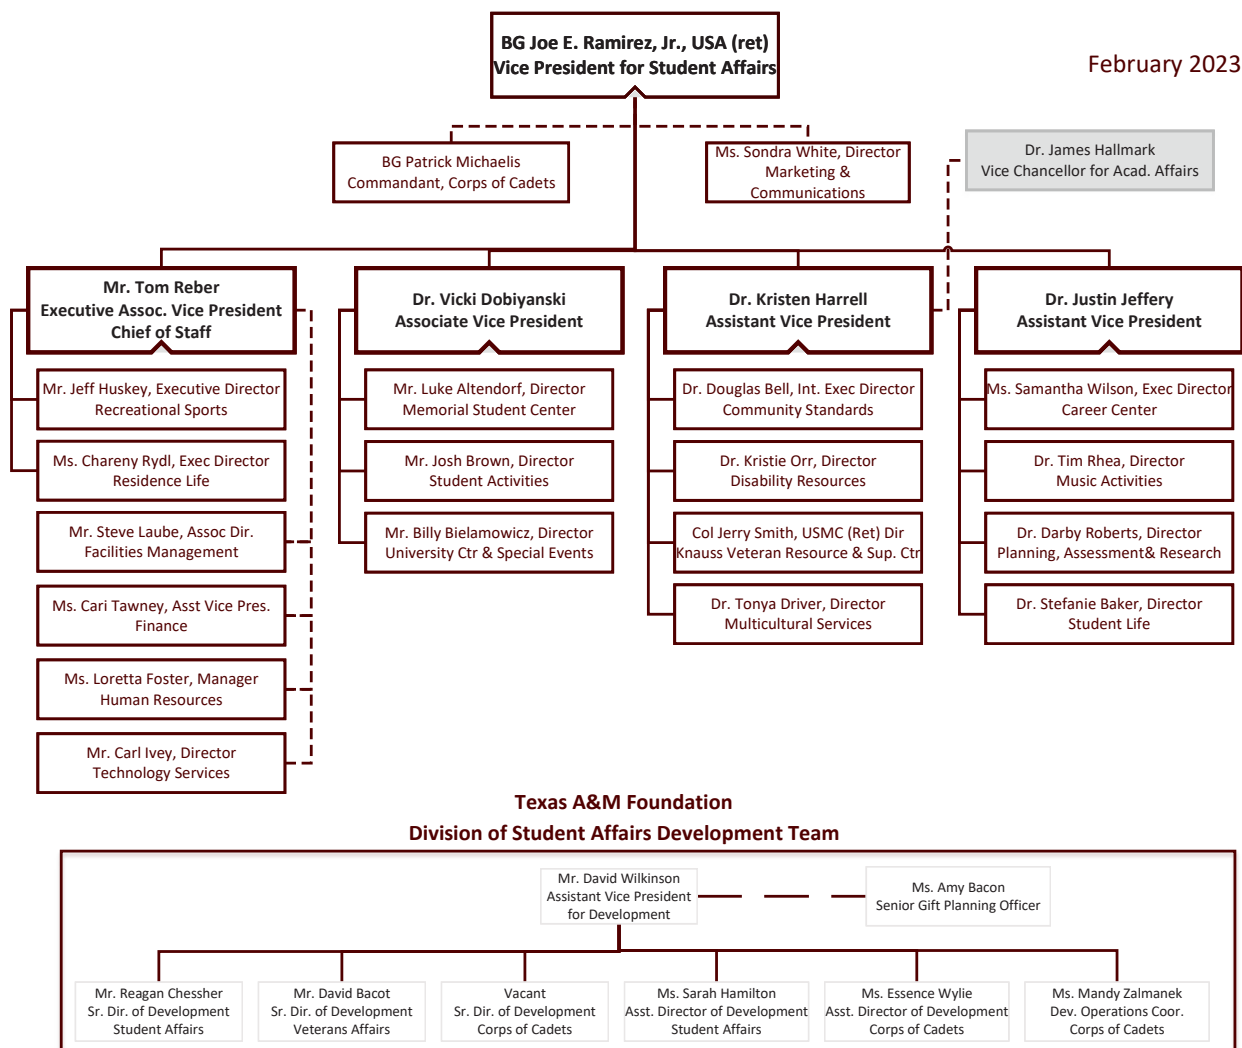 BG Joe E. Ramirez, Jr., USA (ret)
Vice President for Student Affairs
February 2023
BG Patrick Michaelis
Commandant, Corps of Cadets
Ms. Sondra White, Director
Marketing &
Communications
Dr. James Hallmark
Vice Chancellor for Acad. Affairs
Mr. Tom Reber
Executive Assoc. Vice President
Chief of Staff
Dr. Vicki Dobiyanski
Associate Vice President
Dr. Kristen Harrell
Assistant Vice President
Dr. Justin Jeffery
Assistant Vice President
Mr. Jeff Huskey, Executive Director
Recreational Sports
Ms. Chareny Rydl, Exec Director
Residence Life
Mr. Steve Laube, Assoc Dir.
Facilities Management
Ms. Cari Tawney, Asst Vice Pres.
Finance
Ms. Loretta Foster, Manager
Human Resources
Mr. Carl Ivey, Director
Technology Services
Mr. Luke Altendorf, Director
Memorial Student Center
Mr. Josh Brown, Director
Student Activities
Mr. Billy Bielamowicz, Director
University Ctr & Special Events
Dr. Douglas Bell, Int. Exec Director
Community Standards
Dr. Kristie Orr, Director
Disability Resources
Col Jerry Smith, USMC (Ret) Dir
Knauss Veteran Resource & Sup. Ctr
Dr. Tonya Driver, Director
Multicultural Services
Ms. Samantha Wilson, Exec Director
Career Center
Dr. Tim Rhea, Director
Music Activities
Dr. Darby Roberts, Director
Planning, Assessment& Research
Dr. Stefanie Baker, Director
Student Life
Texas A&M Foundation
Division of Student Affairs Development Team
Mr. David Wilkinson
Assistant Vice President
for Development
Ms. Amy Bacon
Senior Gift Planning Officer
Mr. Reagan Chessher
Sr. Dir. of Development
Student Affairs
Mr. David Bacot
Sr. Dir. of Development
Veterans Affairs
Vacant
Sr. Dir. of Development
Corps of Cadets
Ms. Sarah Hamilton
Asst. Director of Development
Student Affairs
Ms. Essence Wylie
Asst. Director of Development
Corps of Cadets
Ms. Mandy Zalmanek
Dev. Operations Coor.
Corps of Cadets